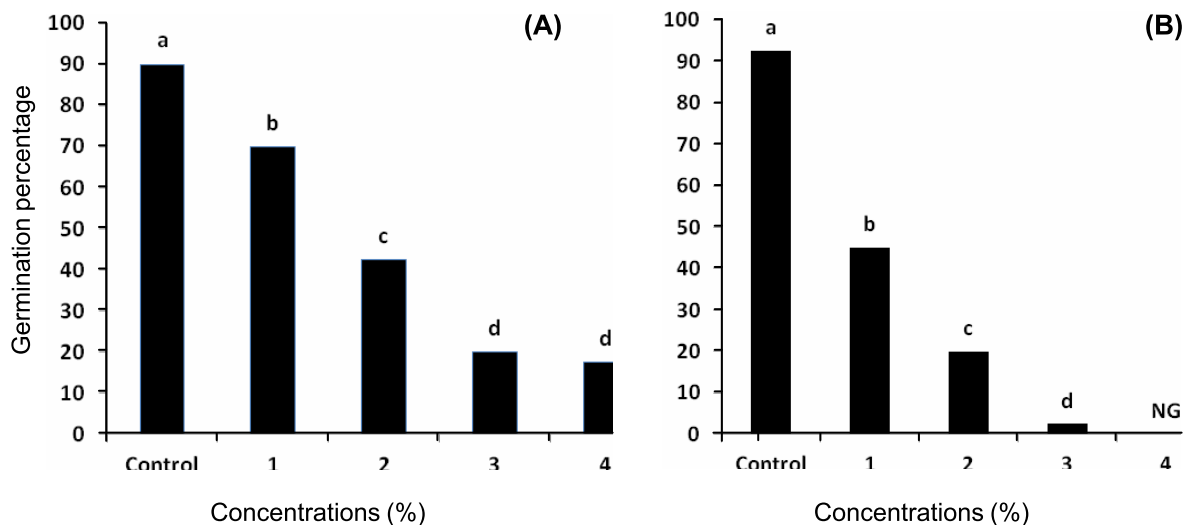 (A)
Germination percentage
100
90
80
70
60
50
40
30
20
10
0
a
b
c
d
d
Control 1 2 3 4
Concentrations (%)
(B)
100
90
80
70
60
50
40
30
20
10
0
a
b
c
d
NG
Control 1 2 3 4
Concentrations (%)